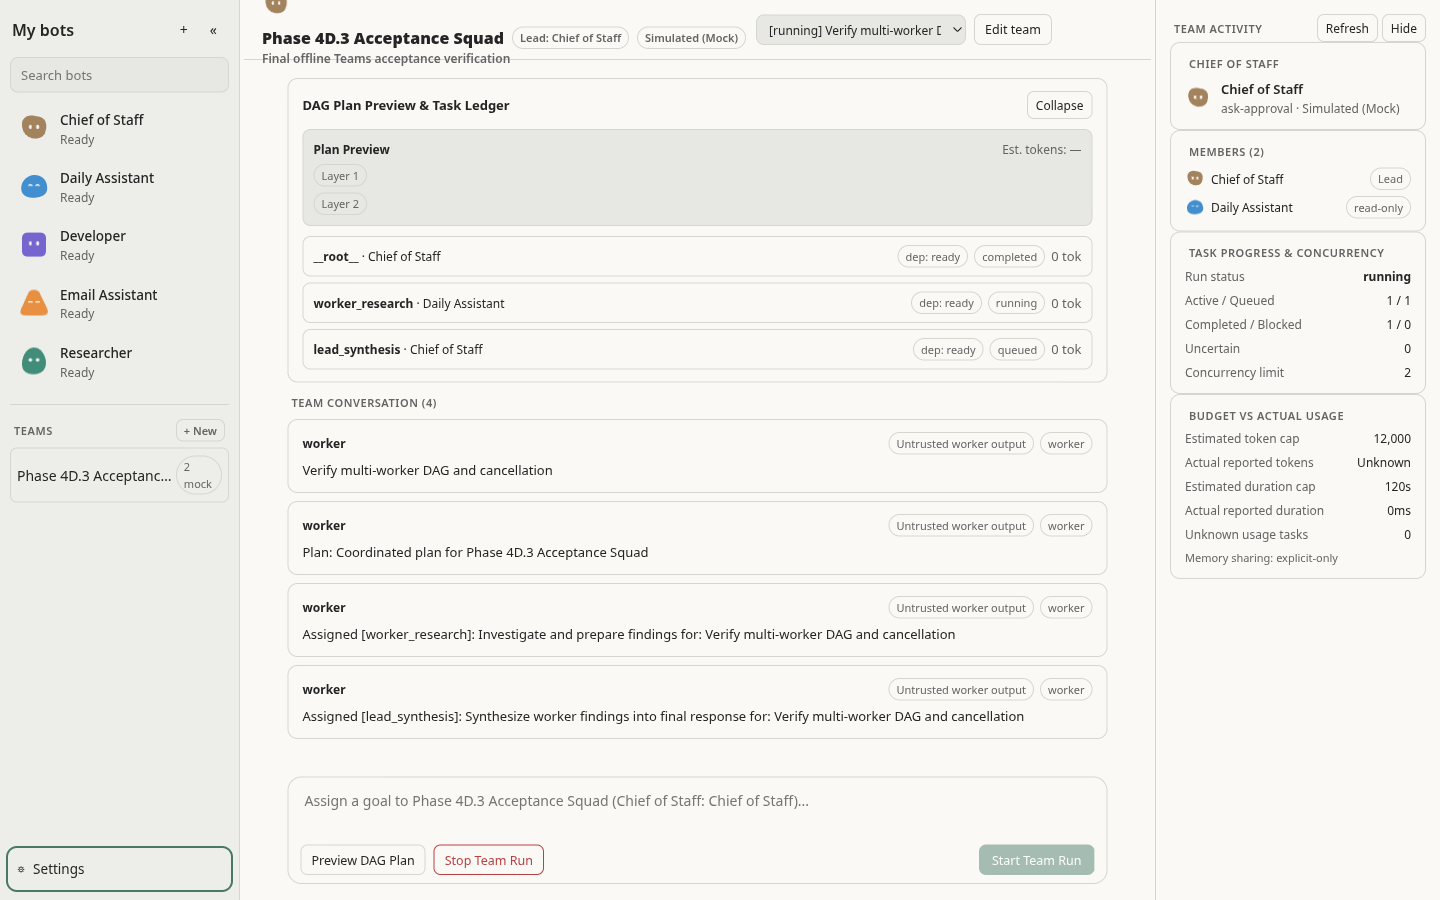 My bots
+
«
Search bots
Chief of Staff
Ready
Daily Assistant
Ready
Developer
Ready
Email Assistant
Ready
Researcher
Ready
TEAMS
+ New
Phase 4D.3 Acceptanc...
2
mock
Settings
Phase 4D.3 Acceptance Squad
Lead: Chief of Staff
Simulated (Mock)
[running] Verify multi-worker D
Edit team
Final offline Teams acceptance verification
DAG Plan Preview & Task Ledger
Collapse
Plan Preview
Est. tokens: —
Layer 1
Layer 2
__root__ · Chief of Staff
dep: ready
completed
0 tok
worker_research · Daily Assistant
dep: ready
running
0 tok
lead_synthesis · Chief of Staff
dep: ready
queued
0 tok
TEAM CONVERSATION (4)
worker
Untrusted worker output
worker
Verify multi-worker DAG and cancellation
worker
Untrusted worker output
worker
Plan: Coordinated plan for Phase 4D.3 Acceptance Squad
worker
Untrusted worker output
worker
Assigned [worker_research]: Investigate and prepare findings for: Verify multi-worker DAG and cancellation
worker
Untrusted worker output
worker
Assigned [lead_synthesis]: Synthesize worker findings into final response for: Verify multi-worker DAG and cancellation
Assign a goal to Phase 4D.3 Acceptance Squad (Chief of Staff: Chief of Staff)...
Preview DAG Plan
Stop Team Run
Start Team Run
TEAM ACTIVITY
Refresh
Hide
CHIEF OF STAFF
Chief of Staff
ask-approval · Simulated (Mock)
MEMBERS (2)
Chief of Staff
Lead
Daily Assistant
read-only
TASK PROGRESS & CONCURRENCY
Run status
running
Active / Queued
1 / 1
Completed / Blocked
1 / 0
Uncertain
0
Concurrency limit
2
BUDGET VS ACTUAL USAGE
Estimated token cap
12,000
Actual reported tokens
Unknown
Estimated duration cap
120s
Actual reported duration
0ms
Unknown usage tasks
0
Memory sharing: explicit-only